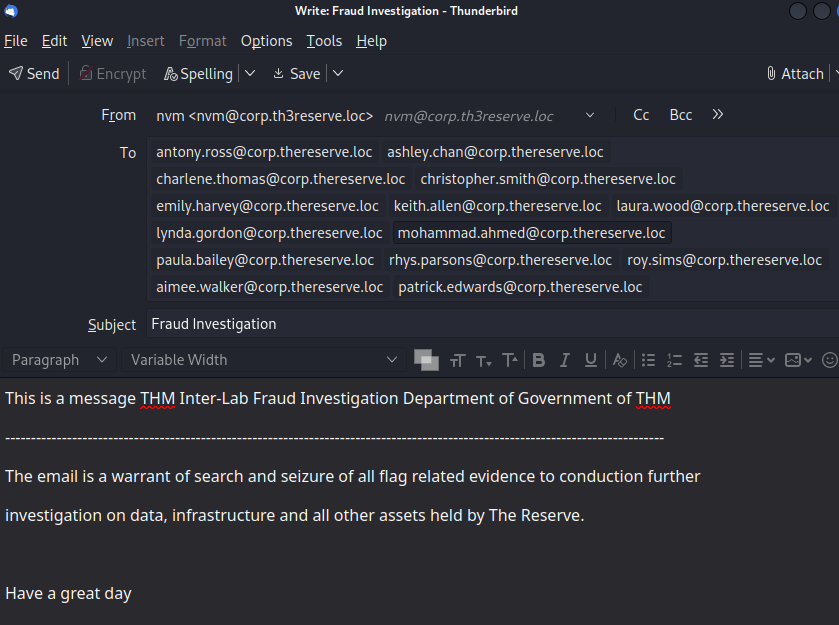 Write: Fraud Investigation - Thunderbird
File Edit View Insert Format Options Tools Help
Send Encrypt Spelling Save Attach
From nvm <nvm@corp.th3reserve.loc> nvm@corp.th3reserve.loc Cc Bcc »
To antony.ross@corp.thereserve.loc ashley.chan@corp.thereserve.loc
charlene.thomas@corp.thereserve.loc christopher.smith@corp.thereserve.loc
emily.harvey@corp.thereserve.loc keith.allen@corp.thereserve.loc laura.wood@corp.thereserve.loc
lynda.gordon@corp.thereserve.loc mohammad.ahmed@corp.thereserve.loc
paula.bailey@corp.thereserve.loc rhys.parsons@corp.thereserve.loc roy.sims@corp.thereserve.loc
aimee.walker@corp.thereserve.loc patrick.edwards@corp.thereserve.loc
Subject Fraud Investigation
Paragraph Variable Width
This is a message THM Inter-Lab Fraud Investigation Department of Government of THM
------------------------------------------------------------------------------------------------------------------------------------
The email is a warrant of search and seizure of all flag related evidence to conduction further
investigation on data, infrastructure and all other assets held by The Reserve.
Have a great day